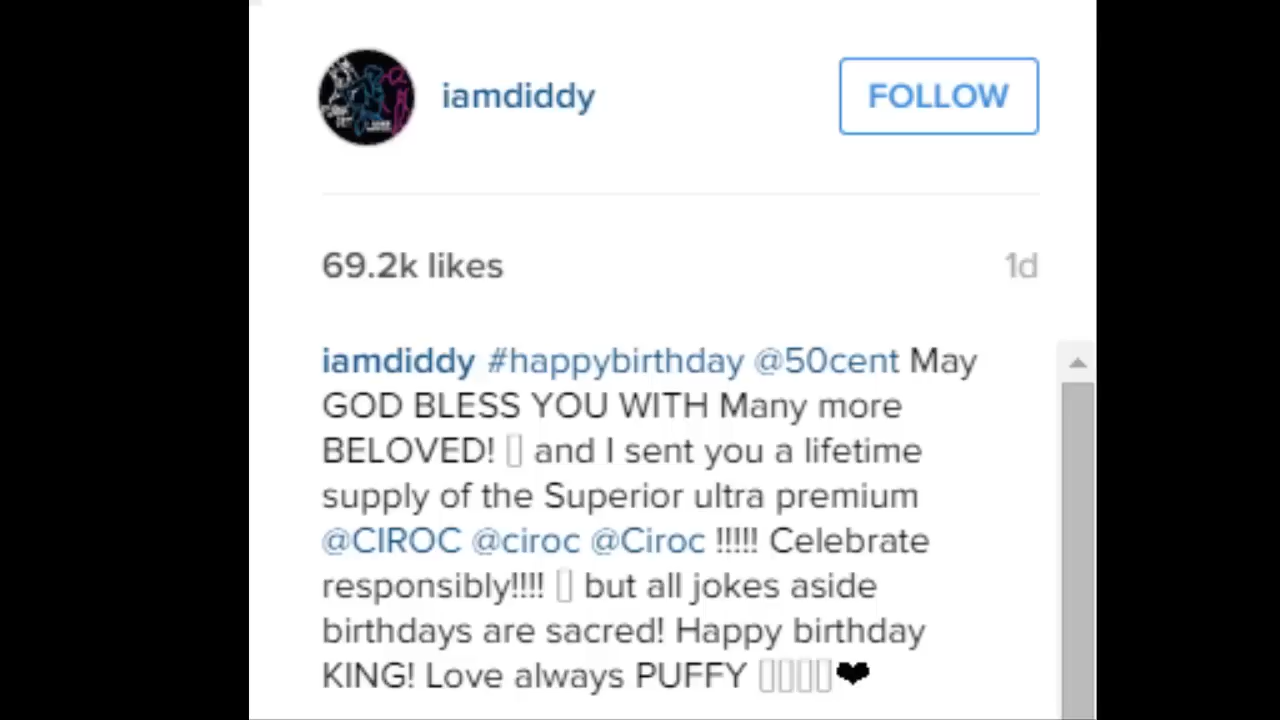 iamdiddy
FOLLOW
69.2k likes
1d
iamdiddy #happybirthday @50cent May
GOD BLESS YOU WITH Many more
BELOVED! ▯ and I sent you a lifetime
supply of the Superior ultra premium
@CIROC @ciroc @Ciroc !!!!! Celebrate
responsibly!!!! ▯ but all jokes aside
birthdays are sacred! Happy birthday
KING! Love always PUFFY ▯▯▯▯❤